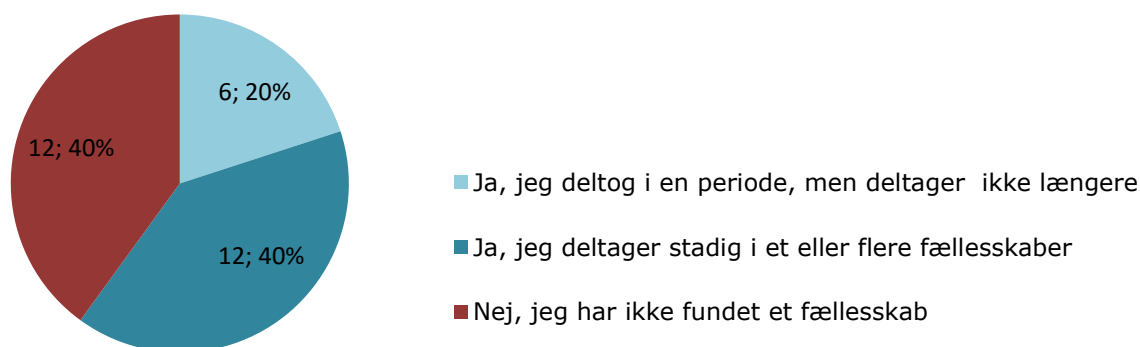 6; 20%
12; 40%
12; 40%
Ja, jeg deltog i en periode, men deltager  ikke længere
Ja, jeg deltager stadig i et eller flere fællesskaber
Nej, jeg har ikke fundet et fællesskab